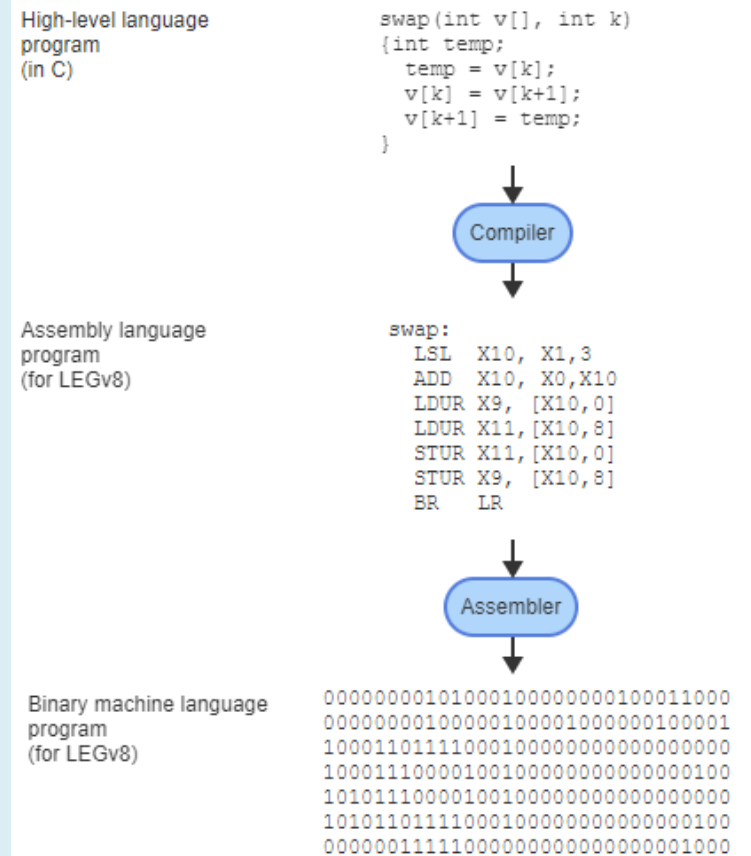 High-level language
program
(in C)
swap(int v[], int k)
{int temp;
temp = v[k];
v[k] = v[k+1];
v[k+1] = temp;
}
Compiler
Assembly language
program
(for LEGv8)
swap:
LSL X10, X1,3
ADD X10, X0,X10
LDUR X9, [X10,0]
LDUR X11,[X10,8]
STUR X11,[X10,0]
STUR X9, [X10,8]
BR LR
Assembler
Binary machine language
program
(for LEGv8)
00000000101000100000000100011000
00000000100000100001000000100001
10001101111000100000000000000000
10001110000100100000000000000100
10101110000100100000000000000000
10101101111000100000000000000100
00000011111000000000000000001000